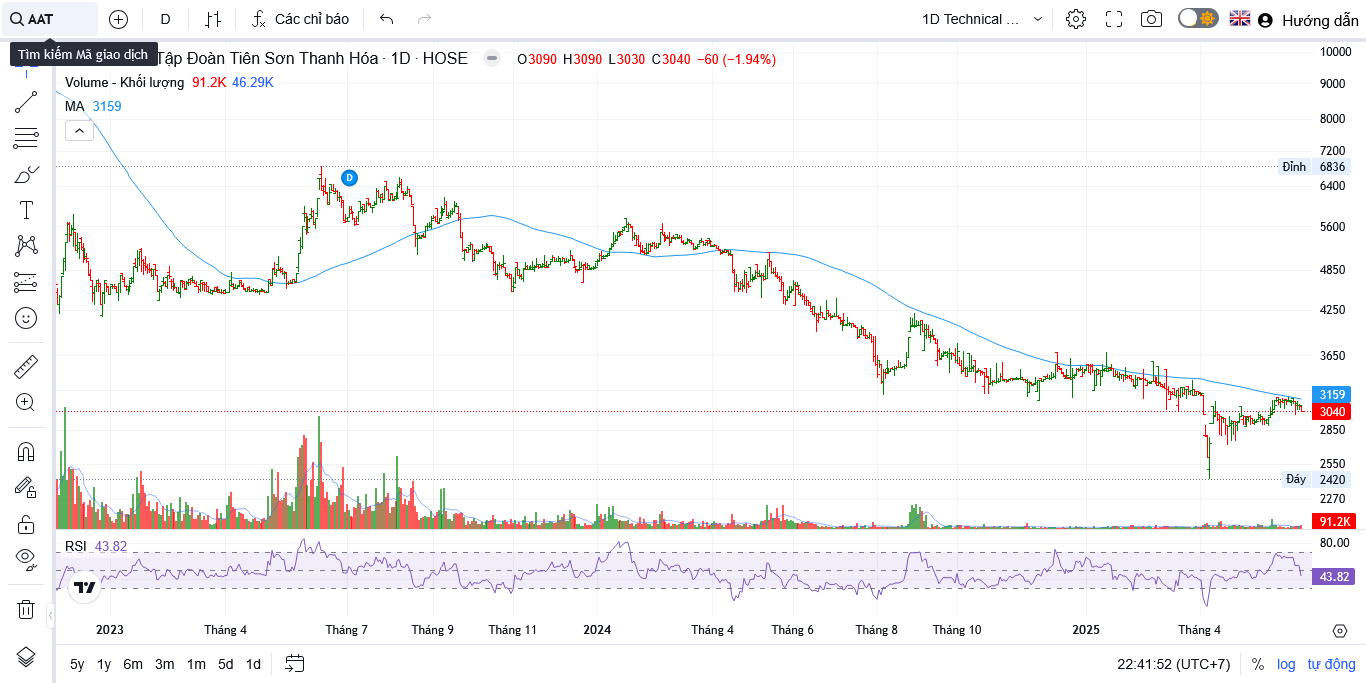 AAT D Các chỉ báo 1D Technical ... Hướng dẫn
Tìm kiếm Mã giao dịch
Tập Đoàn Tiên Sơn Thanh Hóa · 1D · HOSE O3090 H3090 L3030 C3040 −60 (−1.94%)
Volume - Khối lượng 91.2K 46.29K
MA 3159
D
10000
9000
8000
7200
Đỉnh 6836
6400
5600
4850
4250
3650
3159
3040
2850
2550
Đáy 2420
2270
91.2K
RSI 43.82
80.00
43.82
2023 Tháng 4 Tháng 7 Tháng 9 Tháng 11 2024 Tháng 4 Tháng 6 Tháng 8 Tháng 10 2025 Tháng 4
5y 1y 6m 3m 1m 5d 1d 22:41:52 (UTC+7) % log tự động